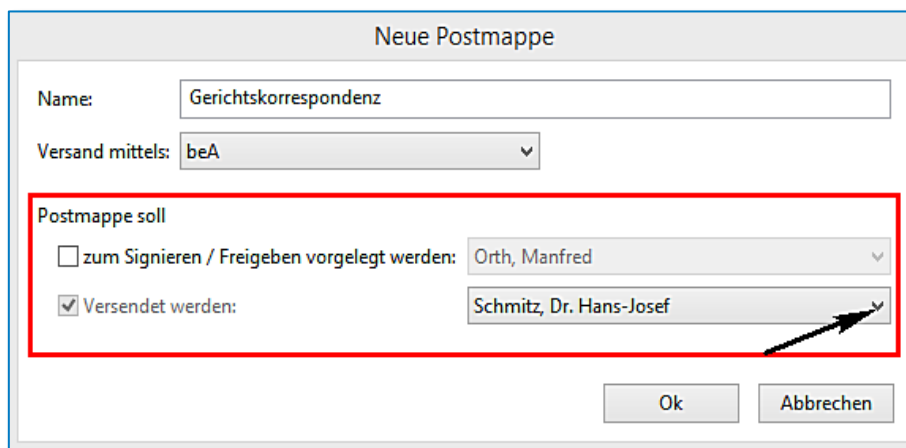 Neue Postmappe
Name: Gerichtskorrespondenz
Versand mittels: beA
Postmappe soll
zum Signieren / Freigeben vorgelegt werden: Orth, Manfred
Versendet werden: Schmitz, Dr. Hans-Josef
Ok Abbrechen